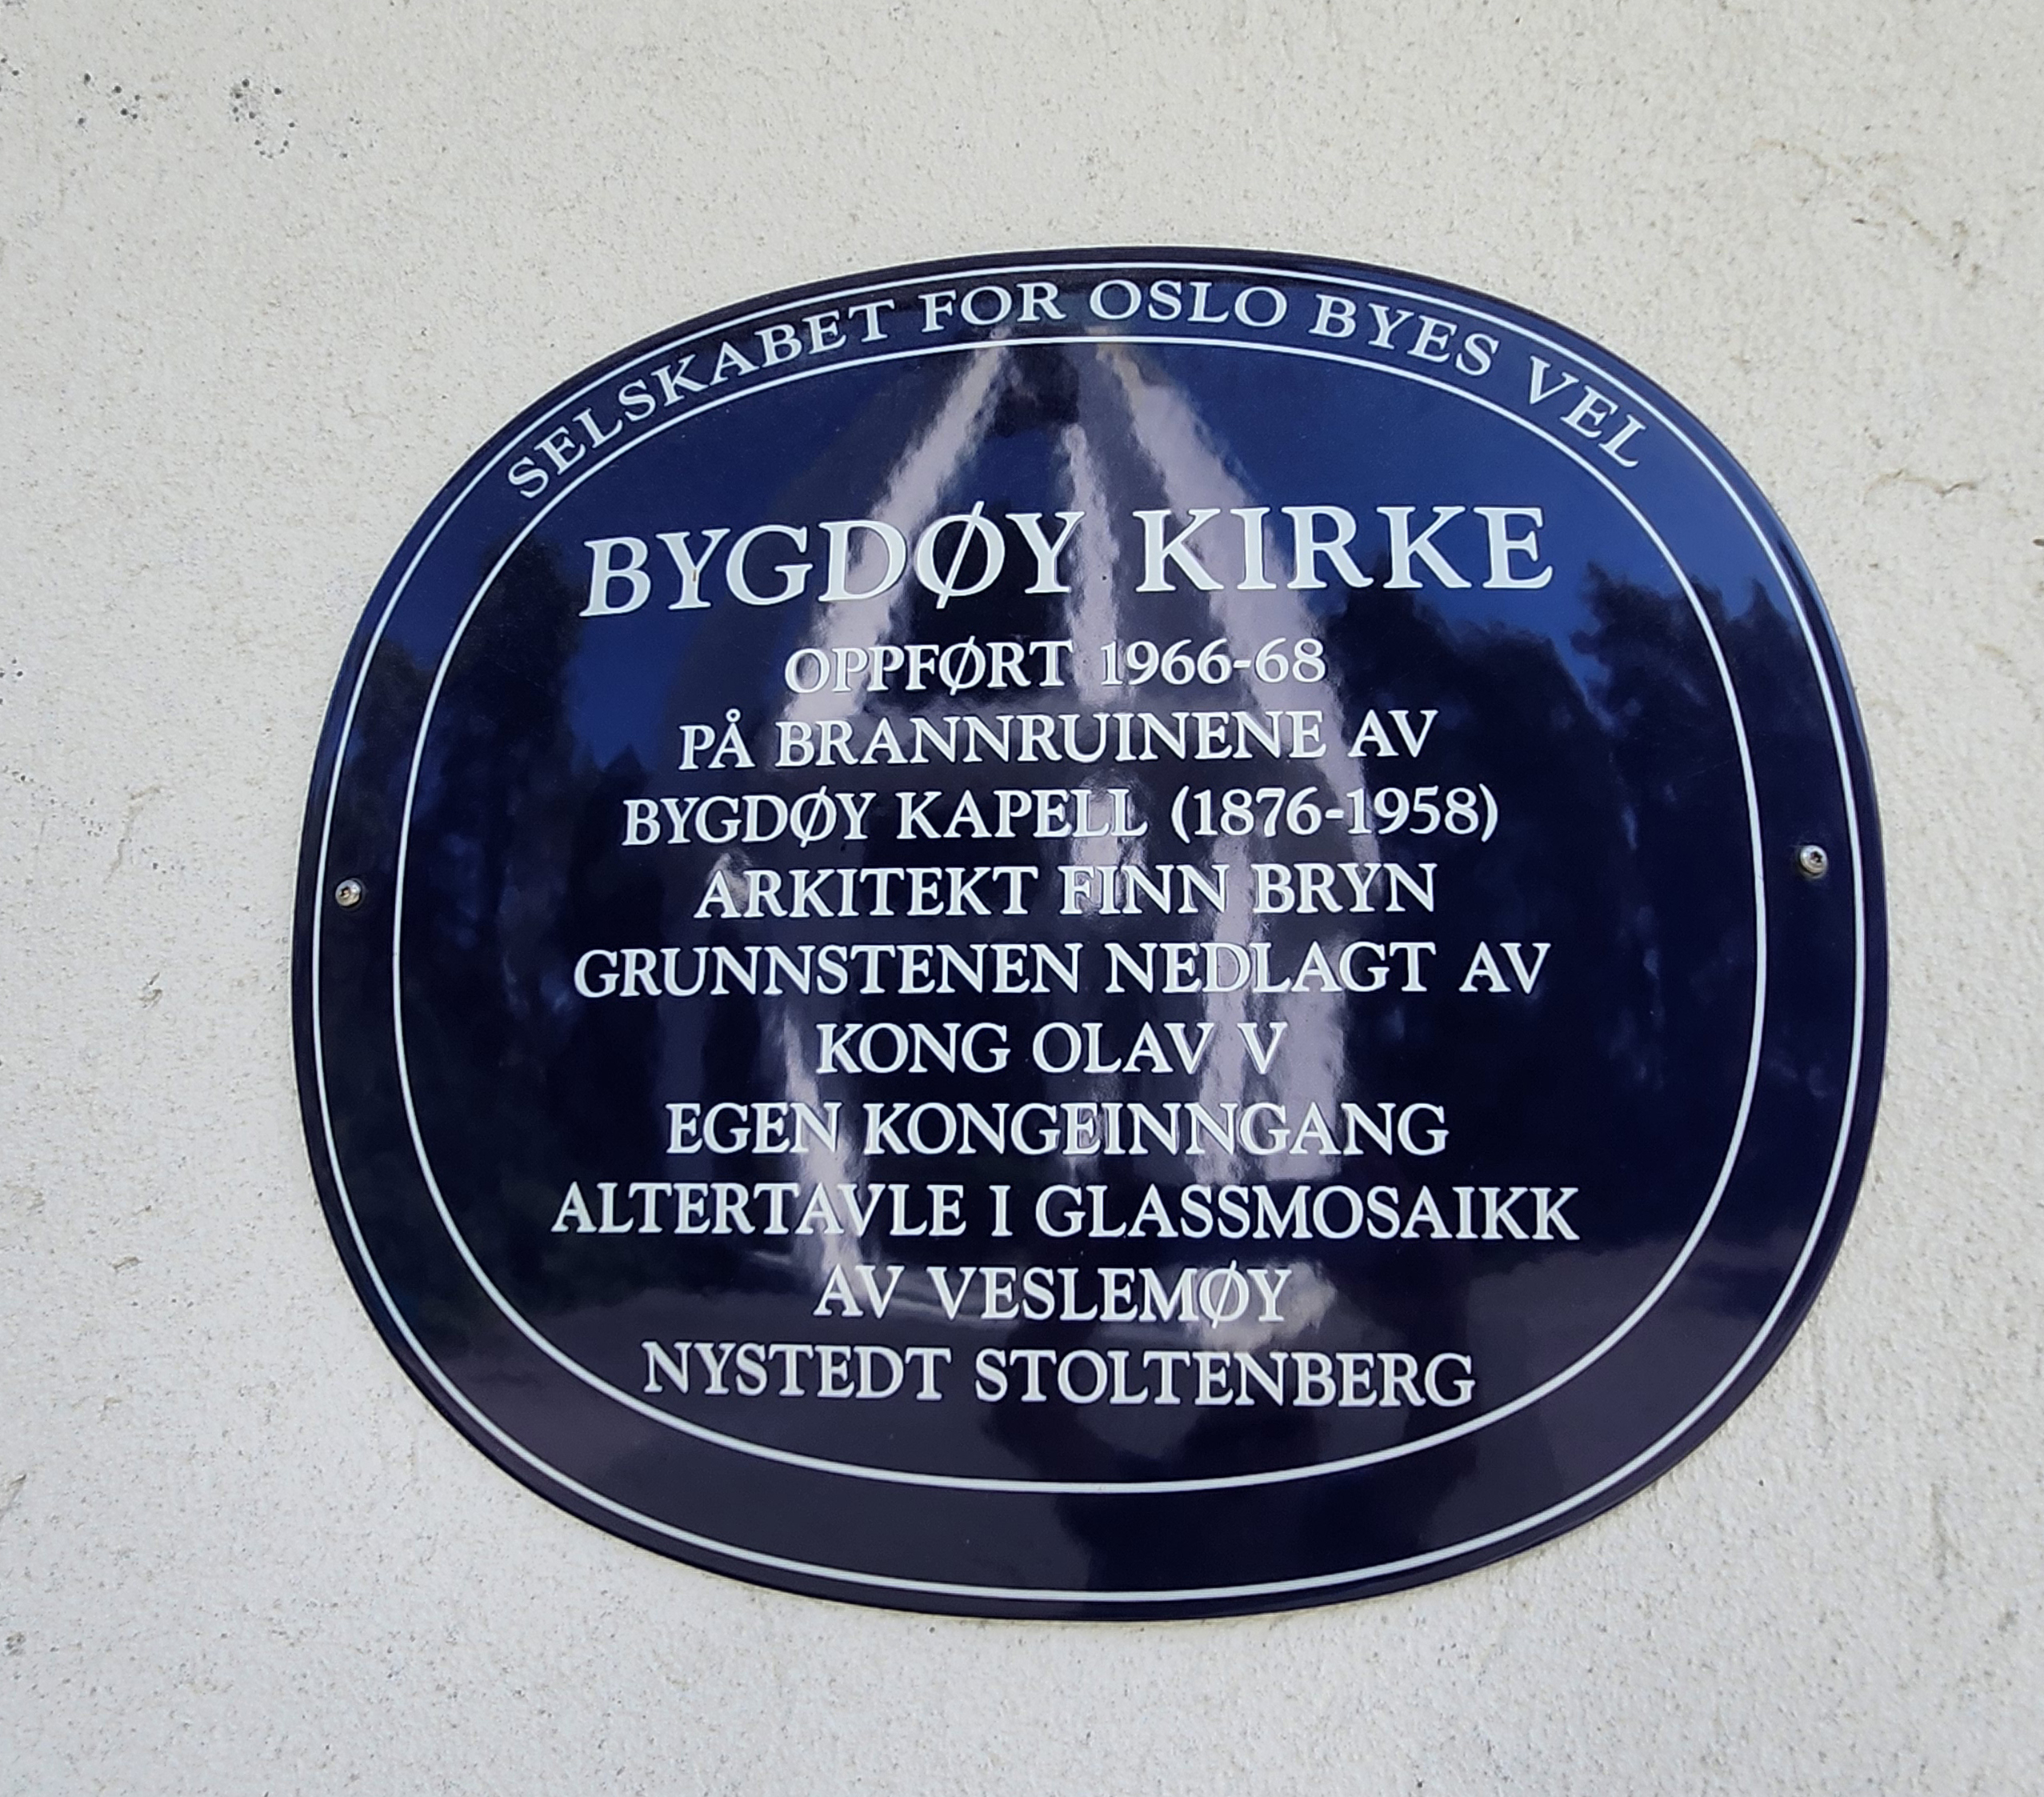 SELSKABET FOR OSLO BYES VEL
BYGDØY KIRKE
OPPFØRT 1966-68
PÅ BRANNRUINENE AV
BYGDØY KAPELL (1876-1958)
ARKITEKT FINN BRYN
GRUNNSTENEN NEDLAGT AV
KONG OLAV V
EGEN KONGEINNGANG
ALTERTAVLE I GLASSMOSAIKK
AV VESLEMØY
NYSTEDT STOLTENBERG